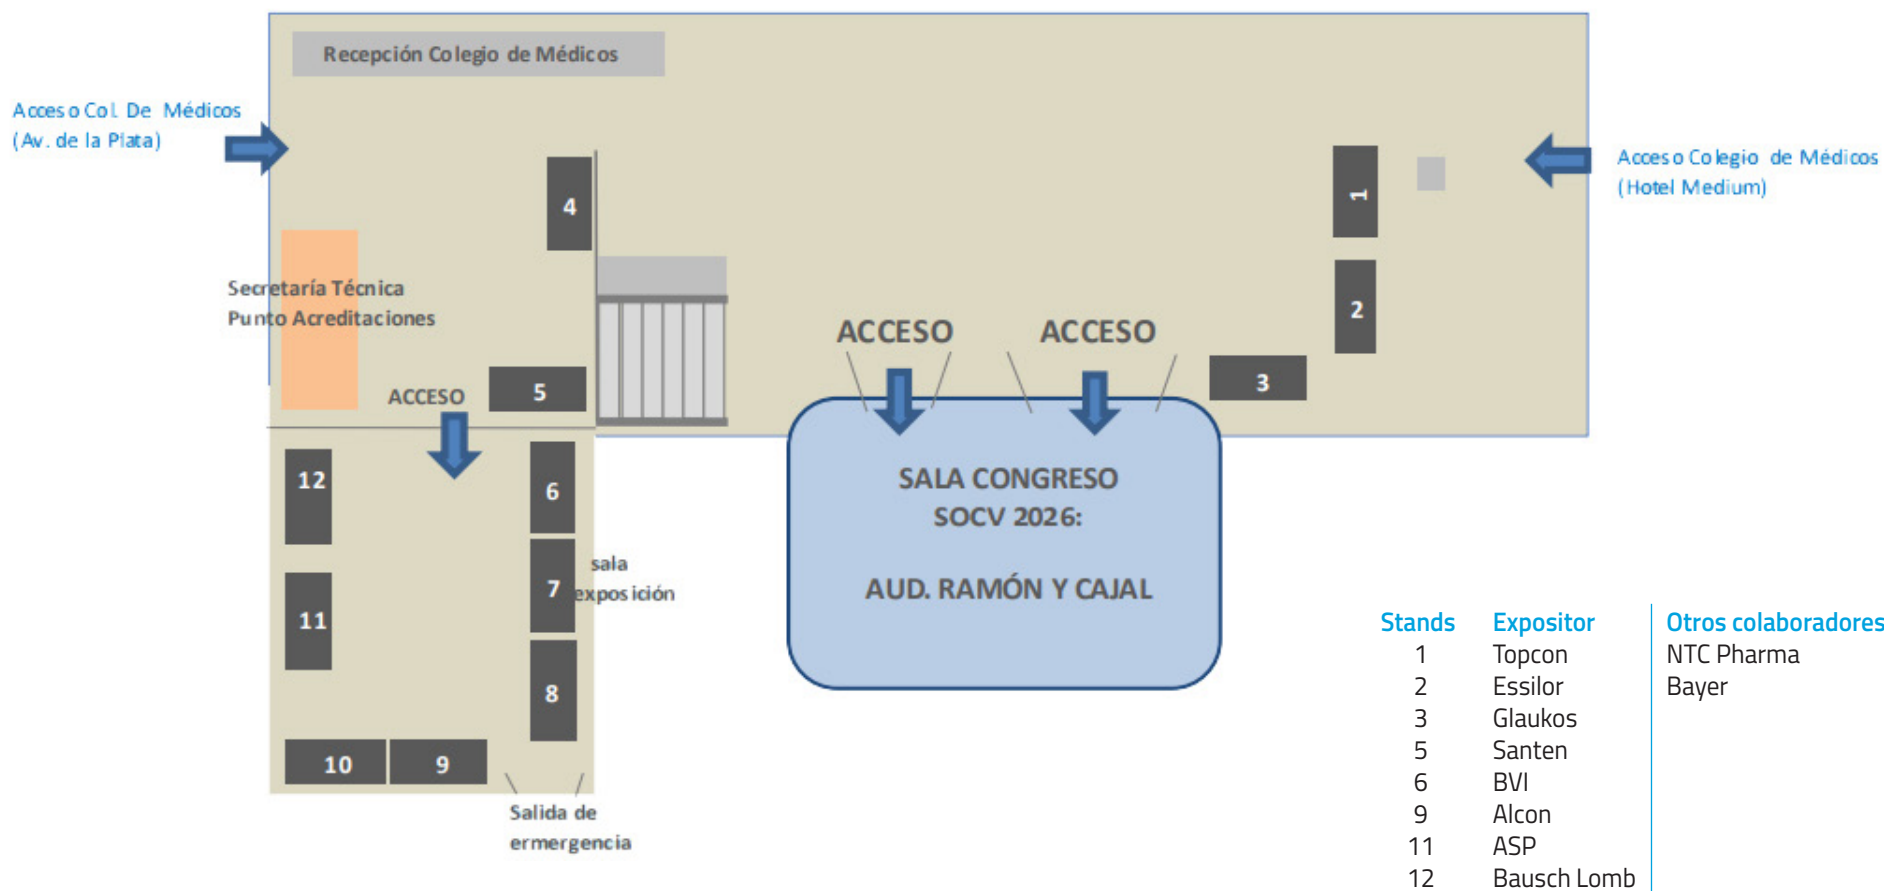 Recepción Colegio de Médicos
Acceso Col. De Médicos
(Av. de la Plata)
Acceso Colegio de Médicos
(Hotel Medium)
4
1
2
3
Secretaría Técnica
Punto Acreditaciones
ACCESO
ACCESO
ACCESO
5
12
6
sala
exposición
7
11
8
10
9
Salida de
ermergencia
SALA CONGRESO
SOCV 2026:
AUD. RAMÓN Y CAJAL
Stands Expositor Otros colaboradores
1 Topcon NTC Pharma
2 Essilor Bayer
3 Glaukos
5 Santen
6 BVI
9 Alcon
11 ASP
12 Bausch Lomb